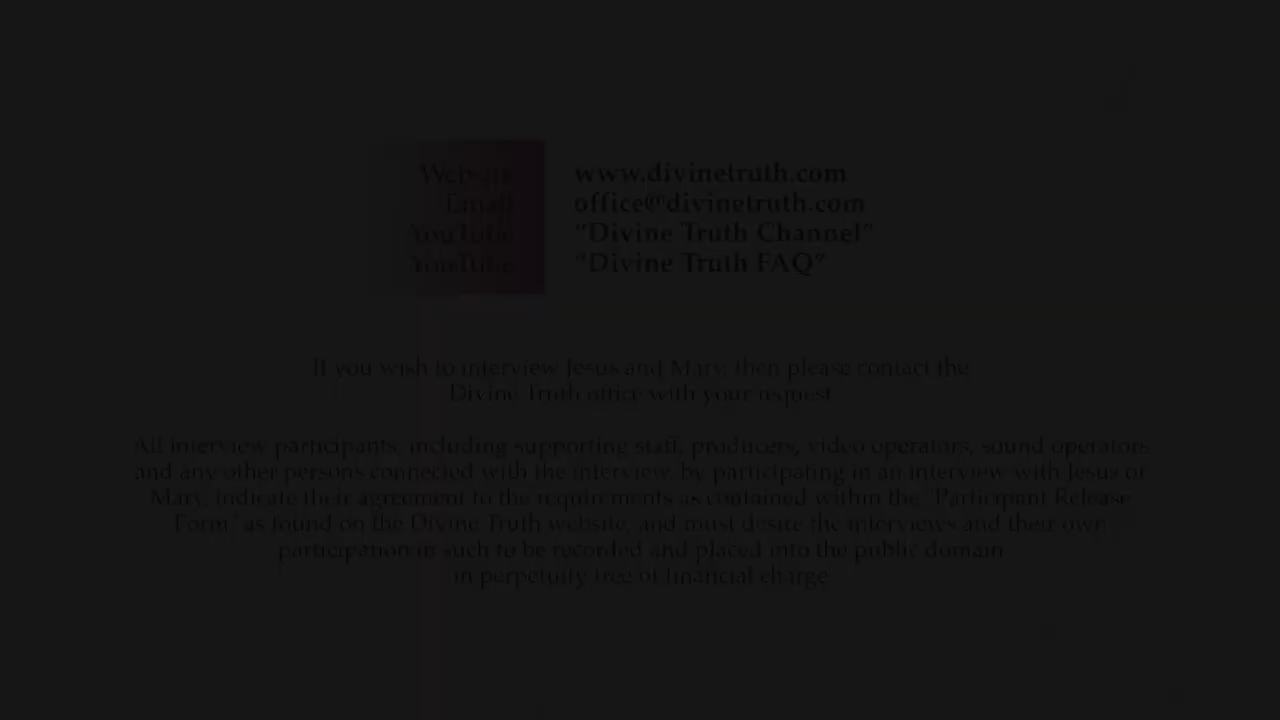 Website www.divinetruth.com
Email office@divinetruth.com
YouTube "Divine Truth Channel"
YouTube "Divine Truth FAQ"
If you wish to interview Jesus and Mary, then please contact the
Divine Truth office with your request
All interview participants, including supporting staff, producers, video operators, sound operators
and any other persons connected with the interview, by participating in an interview with Jesus or
Mary, indicate their agreement to the requirements as contained within the "Participant Release
Form" as found on the Divine Truth website, and must desire the interviews and their own
participation in such to be recorded and placed into the public domain
in perpetuity free of financial charge